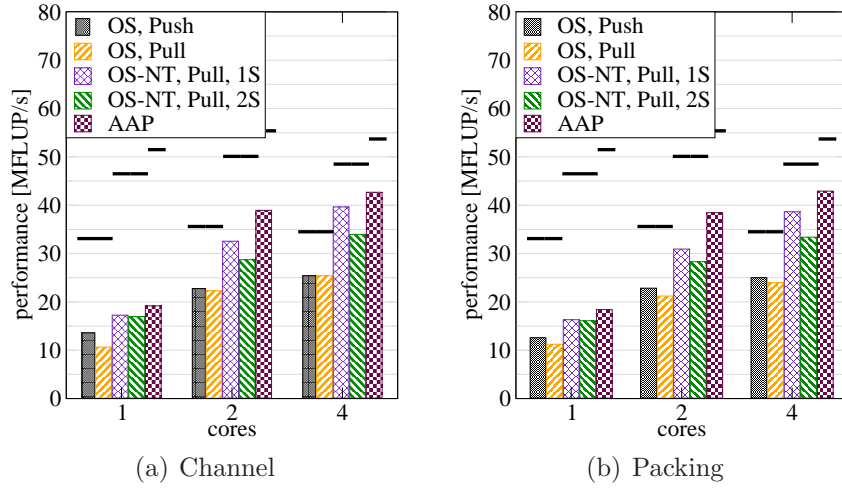 80
70
60
50
40
30
20
10
0
performance [MFLUP/s]
OS, Push
OS, Pull
OS-NT, Pull, 1S
OS-NT, Pull, 2S
AAP
1 2 4
cores
(a) Channel
80
70
60
50
40
30
20
10
0
performance [MFLUP/s]
OS, Push
OS, Pull
OS-NT, Pull, 1S
OS-NT, Pull, 2S
AAP
1 2 4
cores
(b) Packing